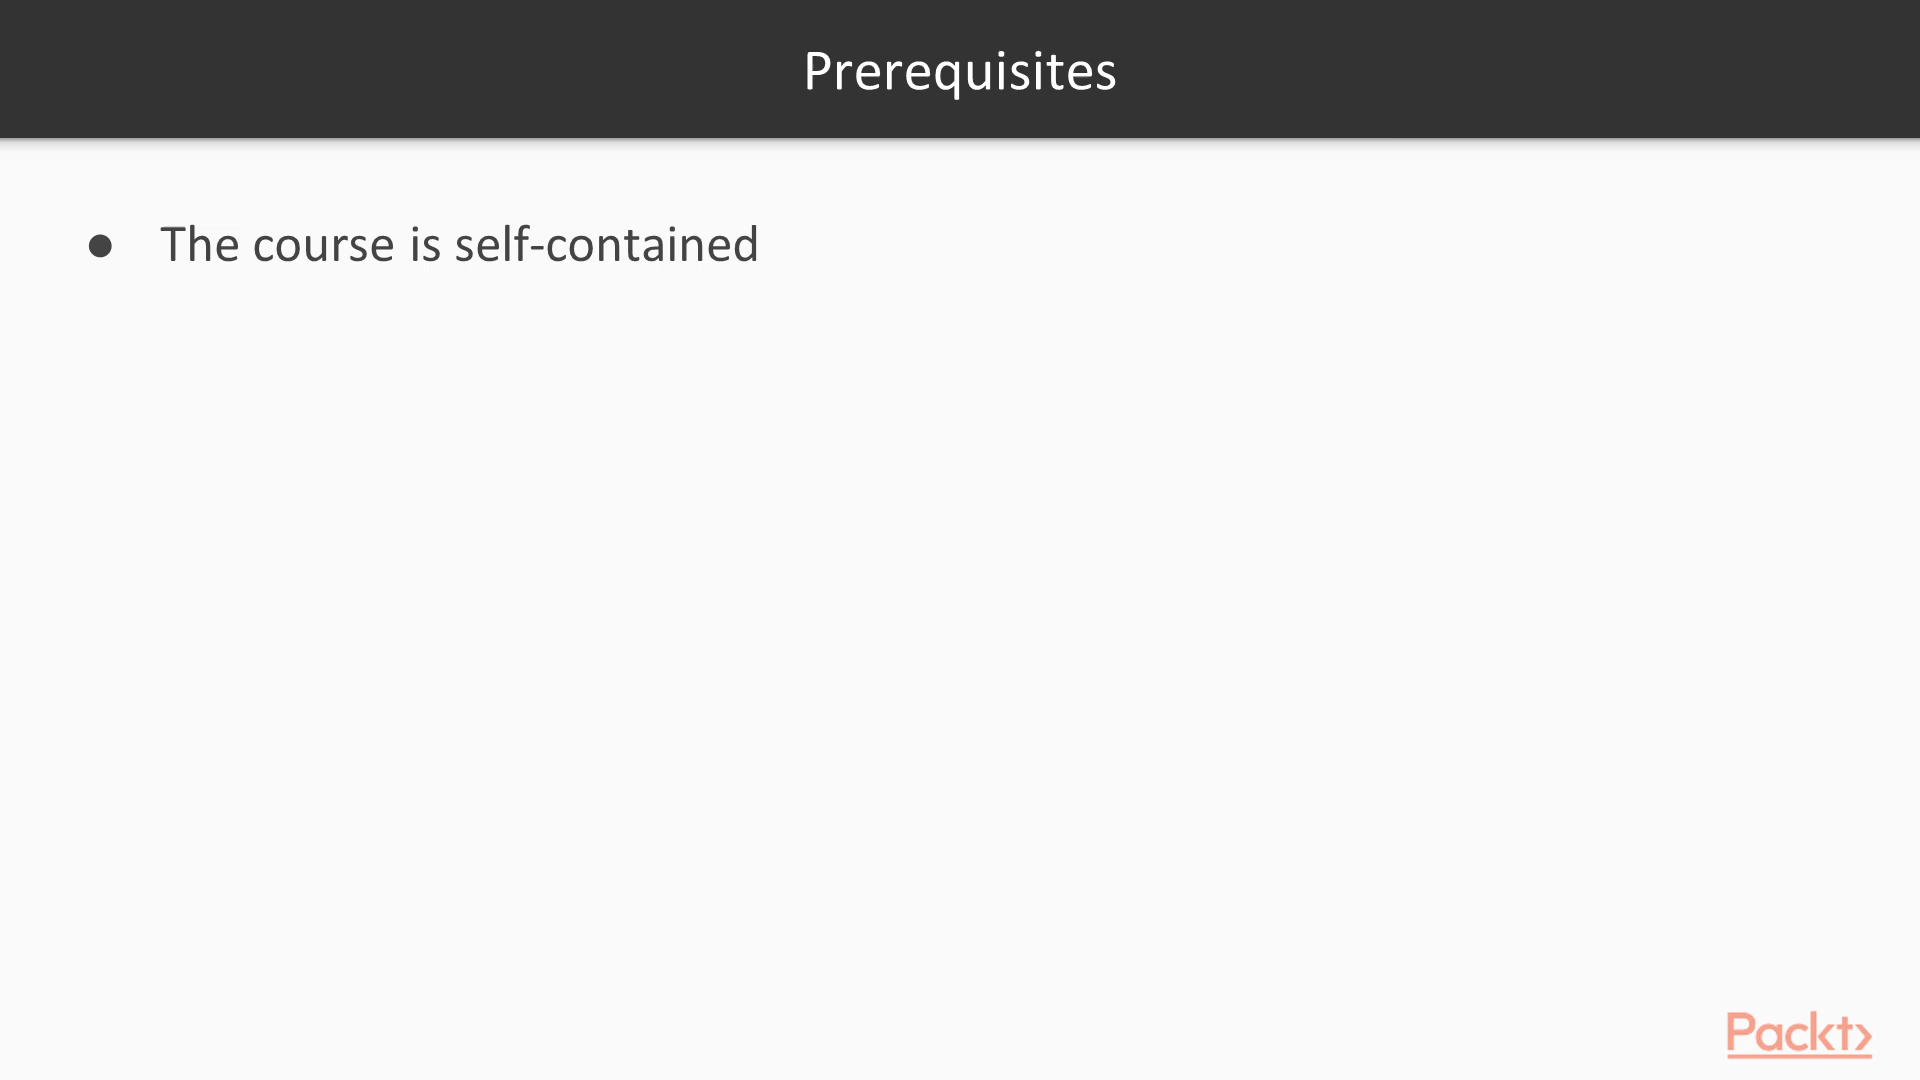 Prerequisites
● The course is self-contained
Packt>